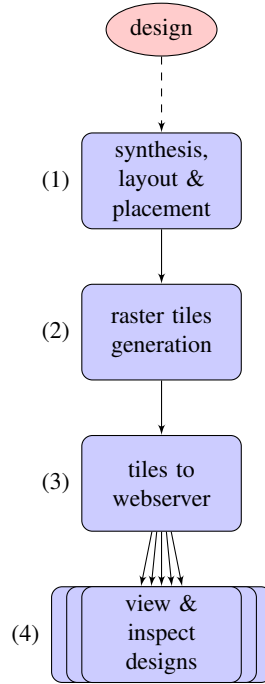 design
(1)
synthesis,
layout &
placement
(2)
raster tiles
generation
(3)
tiles to
webserver
(4)
view &
inspect
designs